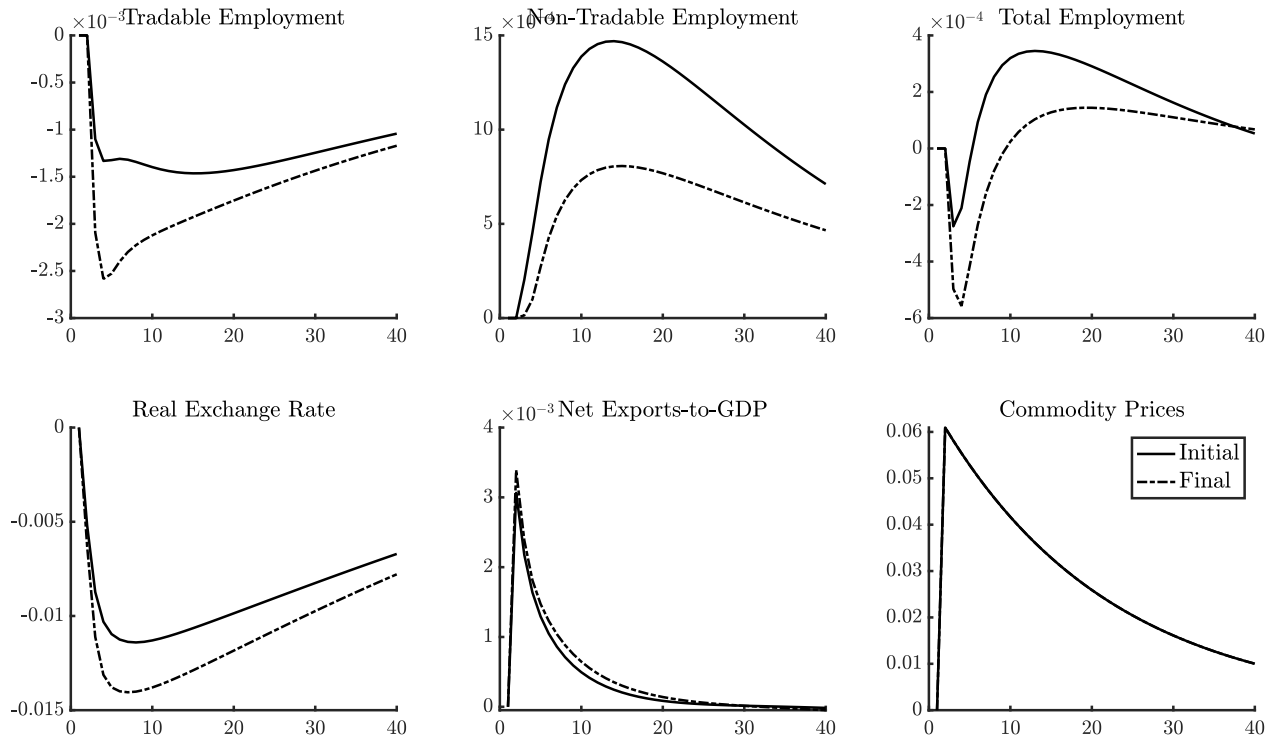 ×10⁻³ Tradable Employment
0
-0.5
-1
-1.5
-2
-2.5
-3
0 10 20 30 40
×10⁻⁴ Non-Tradable Employment
15
10
5
0
0 10 20 30 40
×10⁻⁴ Total Employment
4
2
0
-2
-4
-6
0 10 20 30 40
Real Exchange Rate
0
-0.005
-0.01
-0.015
0 10 20 30 40
×10⁻³ Net Exports-to-GDP
4
3
2
1
0
0 10 20 30 40
Commodity Prices
0.06
0.05
0.04
0.03
0.02
0.01
0
0 10 20 30 40
Initial
Final